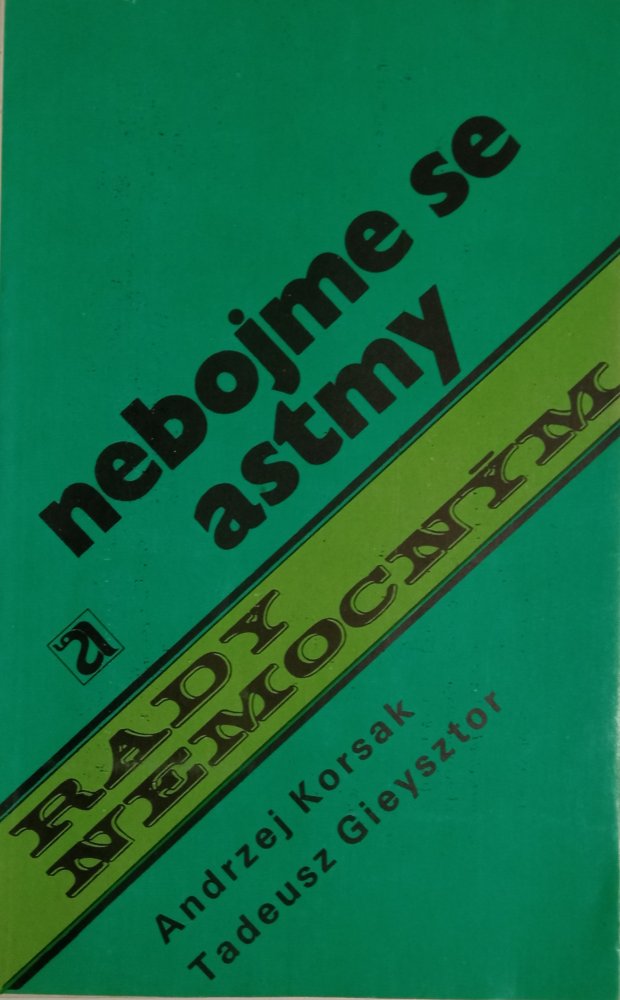 nebojme se
astmy
RADY
NEMOCNÝM
Andrzej Korsak
Tadeusz Gieysztor